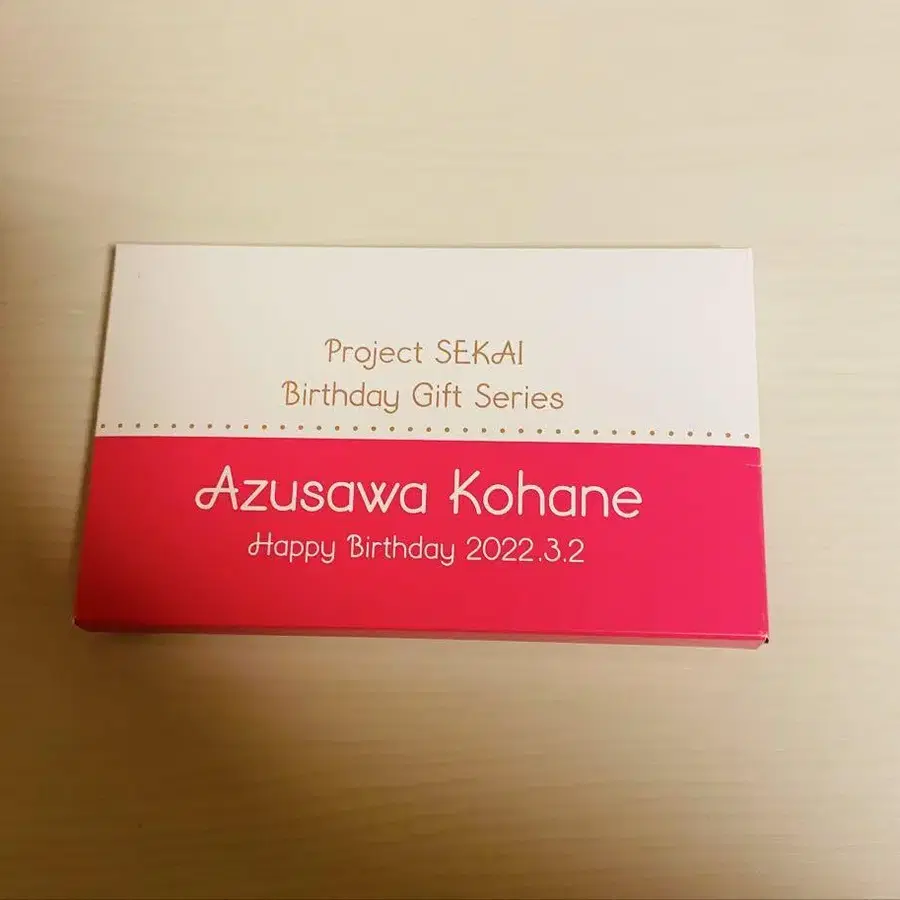 Project SEKAI
Birthday Gift Series
Azusawa Kohane
Happy Birthday 2022.3.2